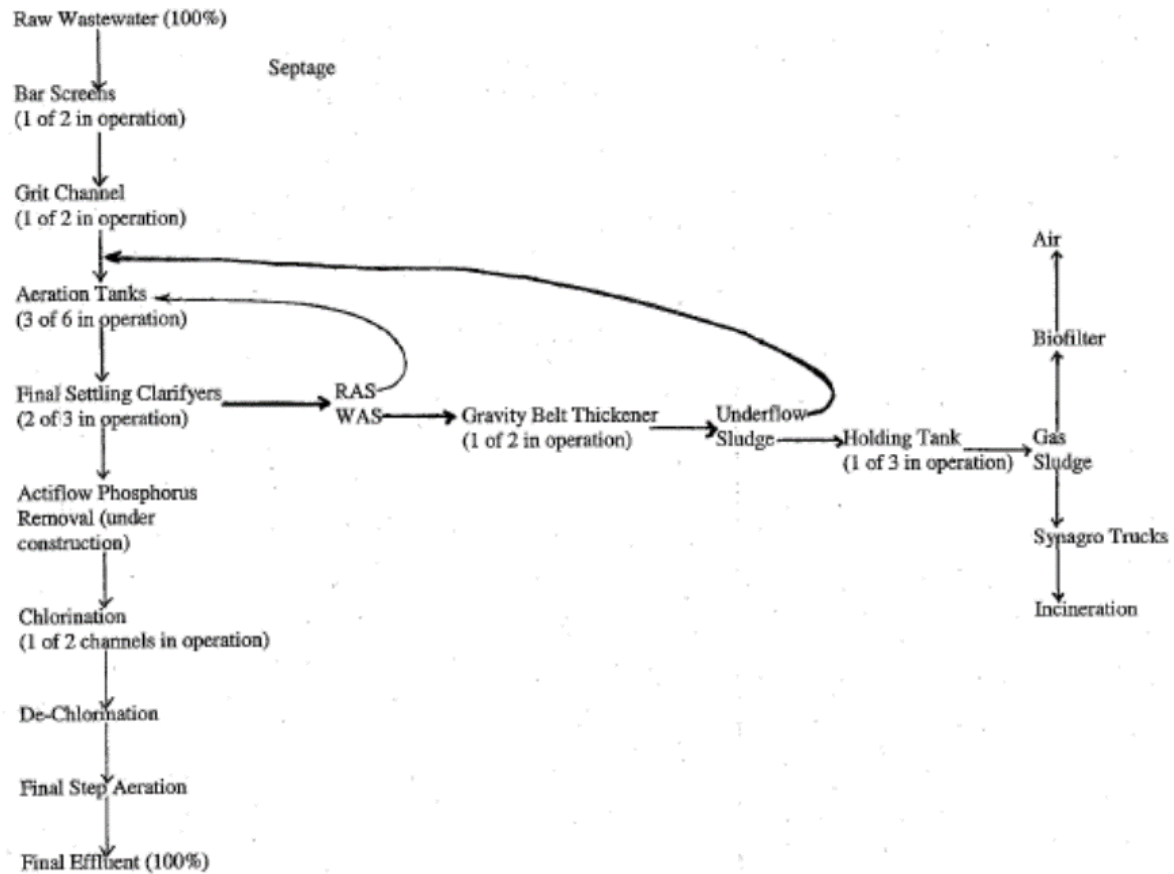 Raw Wastewater (100%)
Septage
Bar Screens
(1 of 2 in operation)
Grit Channel
(1 of 2 in operation)
Aeration Tanks
(3 of 6 in operation)
Final Settling Clarifyers
(2 of 3 in operation)
RAS
WAS
Gravity Belt Thickener
(1 of 2 in operation)
Underflow
Sludge
Holding Tank
(1 of 3 in operation)
Gas
Sludge
Biofilter
Air
Synagro Trucks
Incineration
Actiflow Phosphorus
Removal (under
construction)
Chlorination
(1 of 2 channels in operation)
De-Chlorination
Final Step Aeration
Final Effluent (100%)